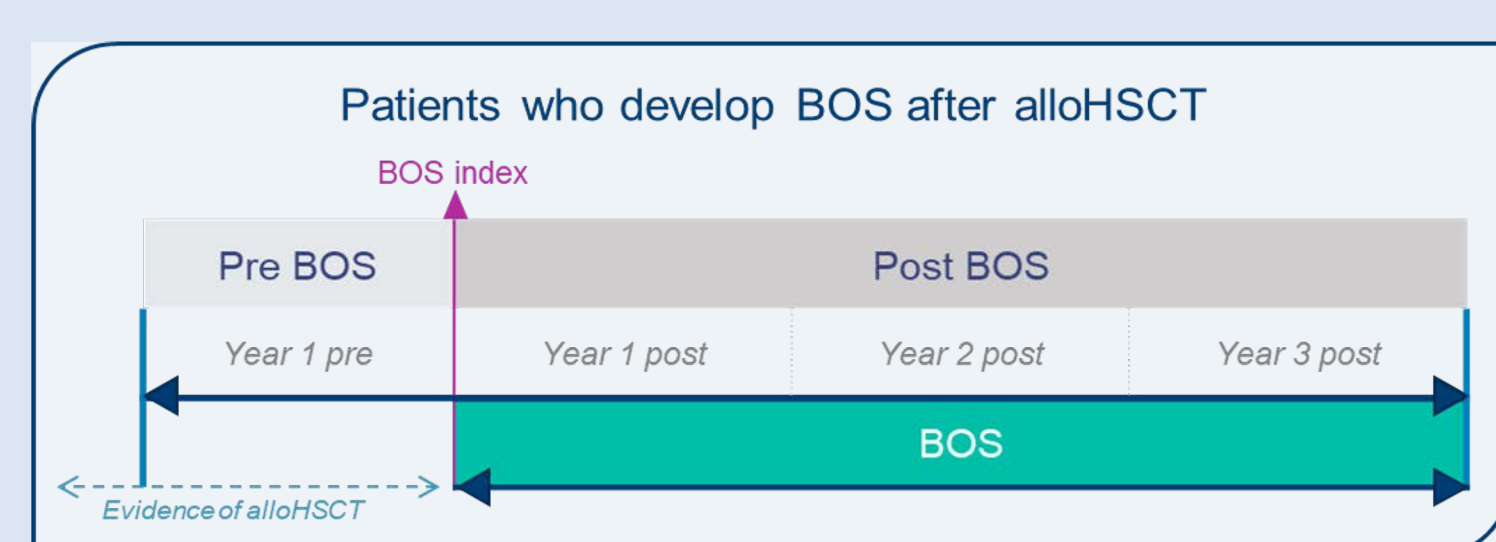 Patients who develop BOS after alloHSCT
BOS index
Pre BOS
Post BOS
Year 1 pre
Year 1 post
Year 2 post
Year 3 post
BOS
Evidence of alloHSCT